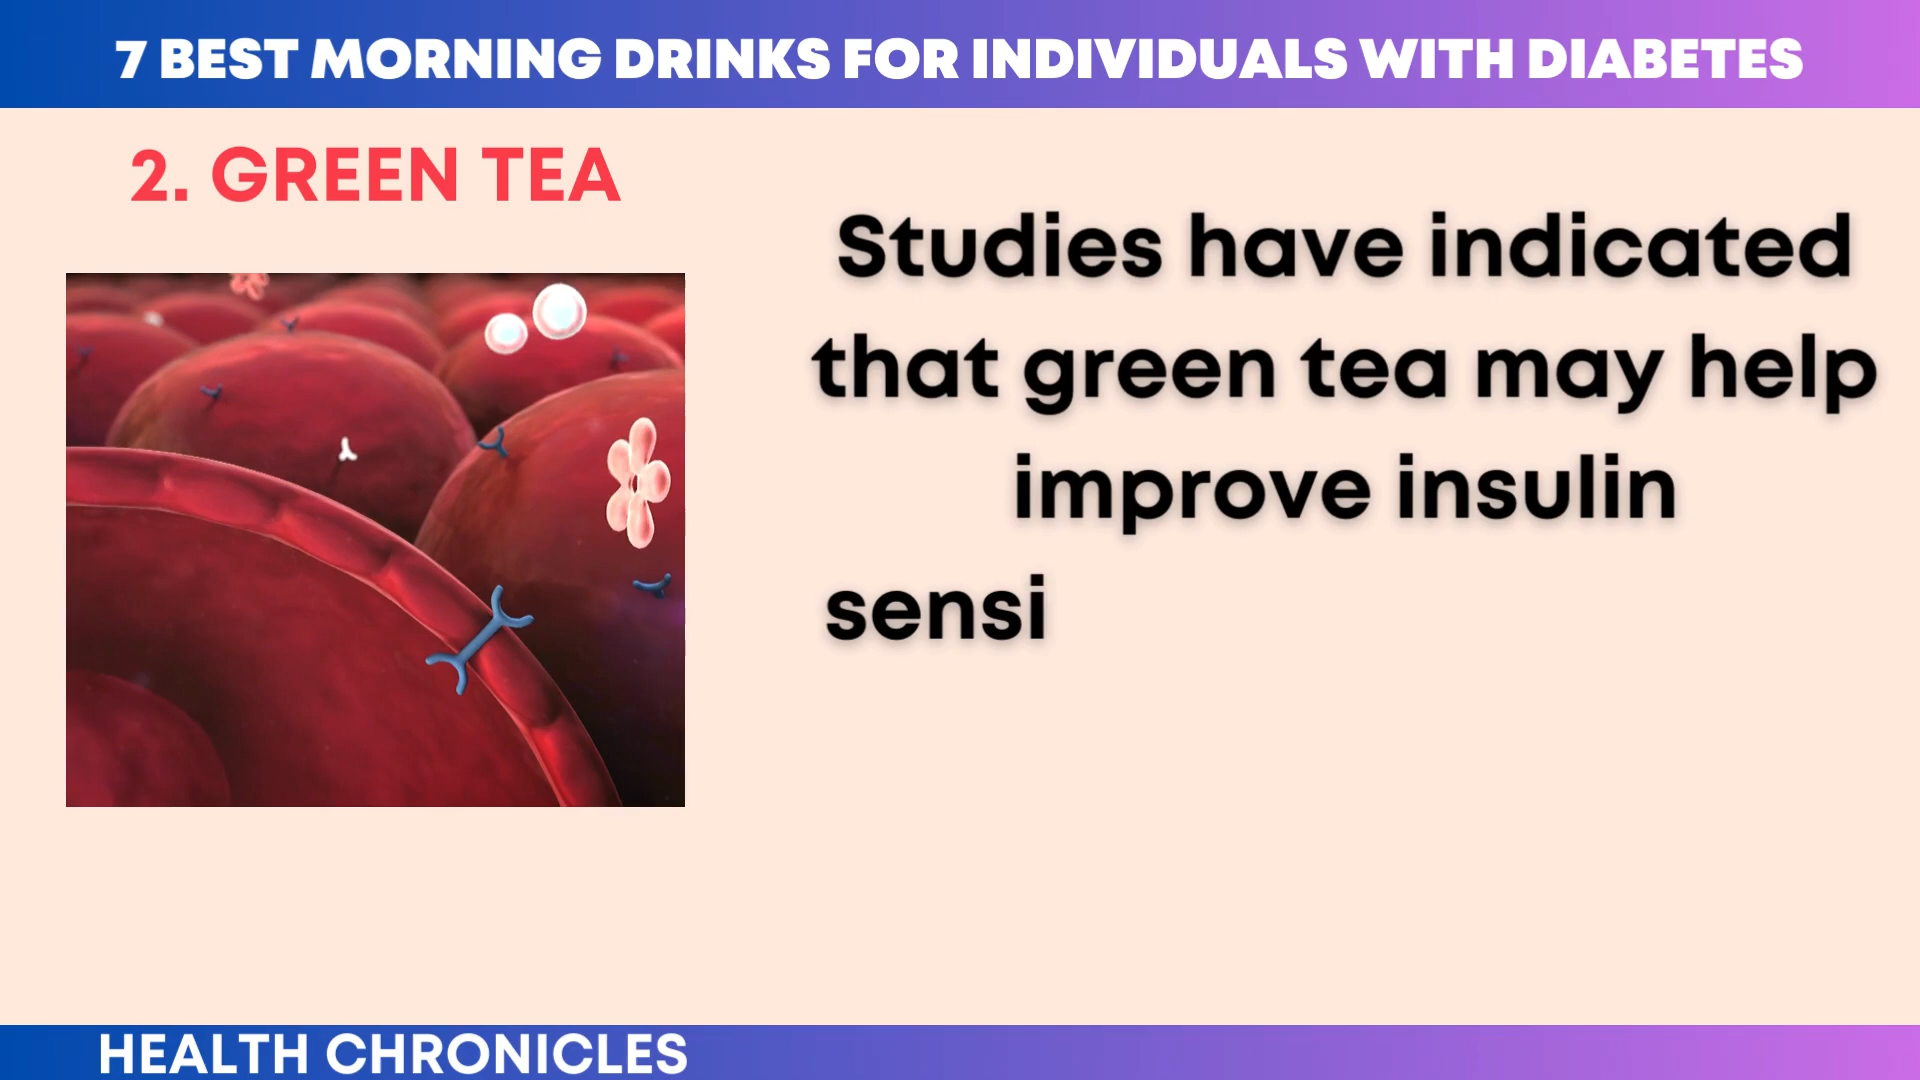 7 BEST MORNING DRINKS FOR INDIVIDUALS WITH DIABETES
2. GREEN TEA
Studies have indicated
that green tea may help
improve insulin
sensi
HEALTH CHRONICLES